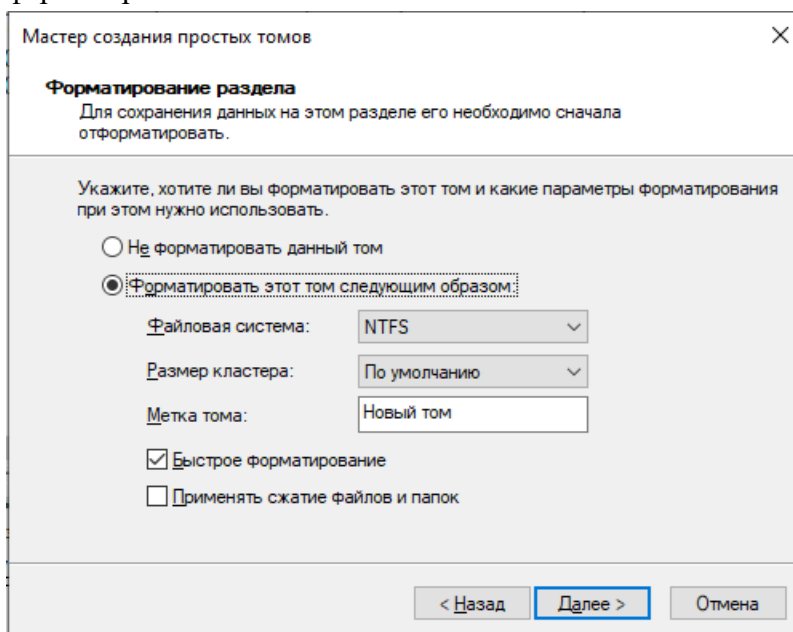 Мастер создания простых томов
Форматирование раздела
Для сохранения данных на этом разделе его необходимо сначала
отформатировать.
Укажите, хотите ли вы форматировать этот том и какие параметры форматирования
при этом нужно использовать.
Не форматировать данный том
Форматировать этот том следующим образом:
Файловая система: NTFS
Размер кластера: По умолчанию
Метка тома: Новый том
Быстрое форматирование
Применять сжатие файлов и папок
< Назад Далее > Отмена